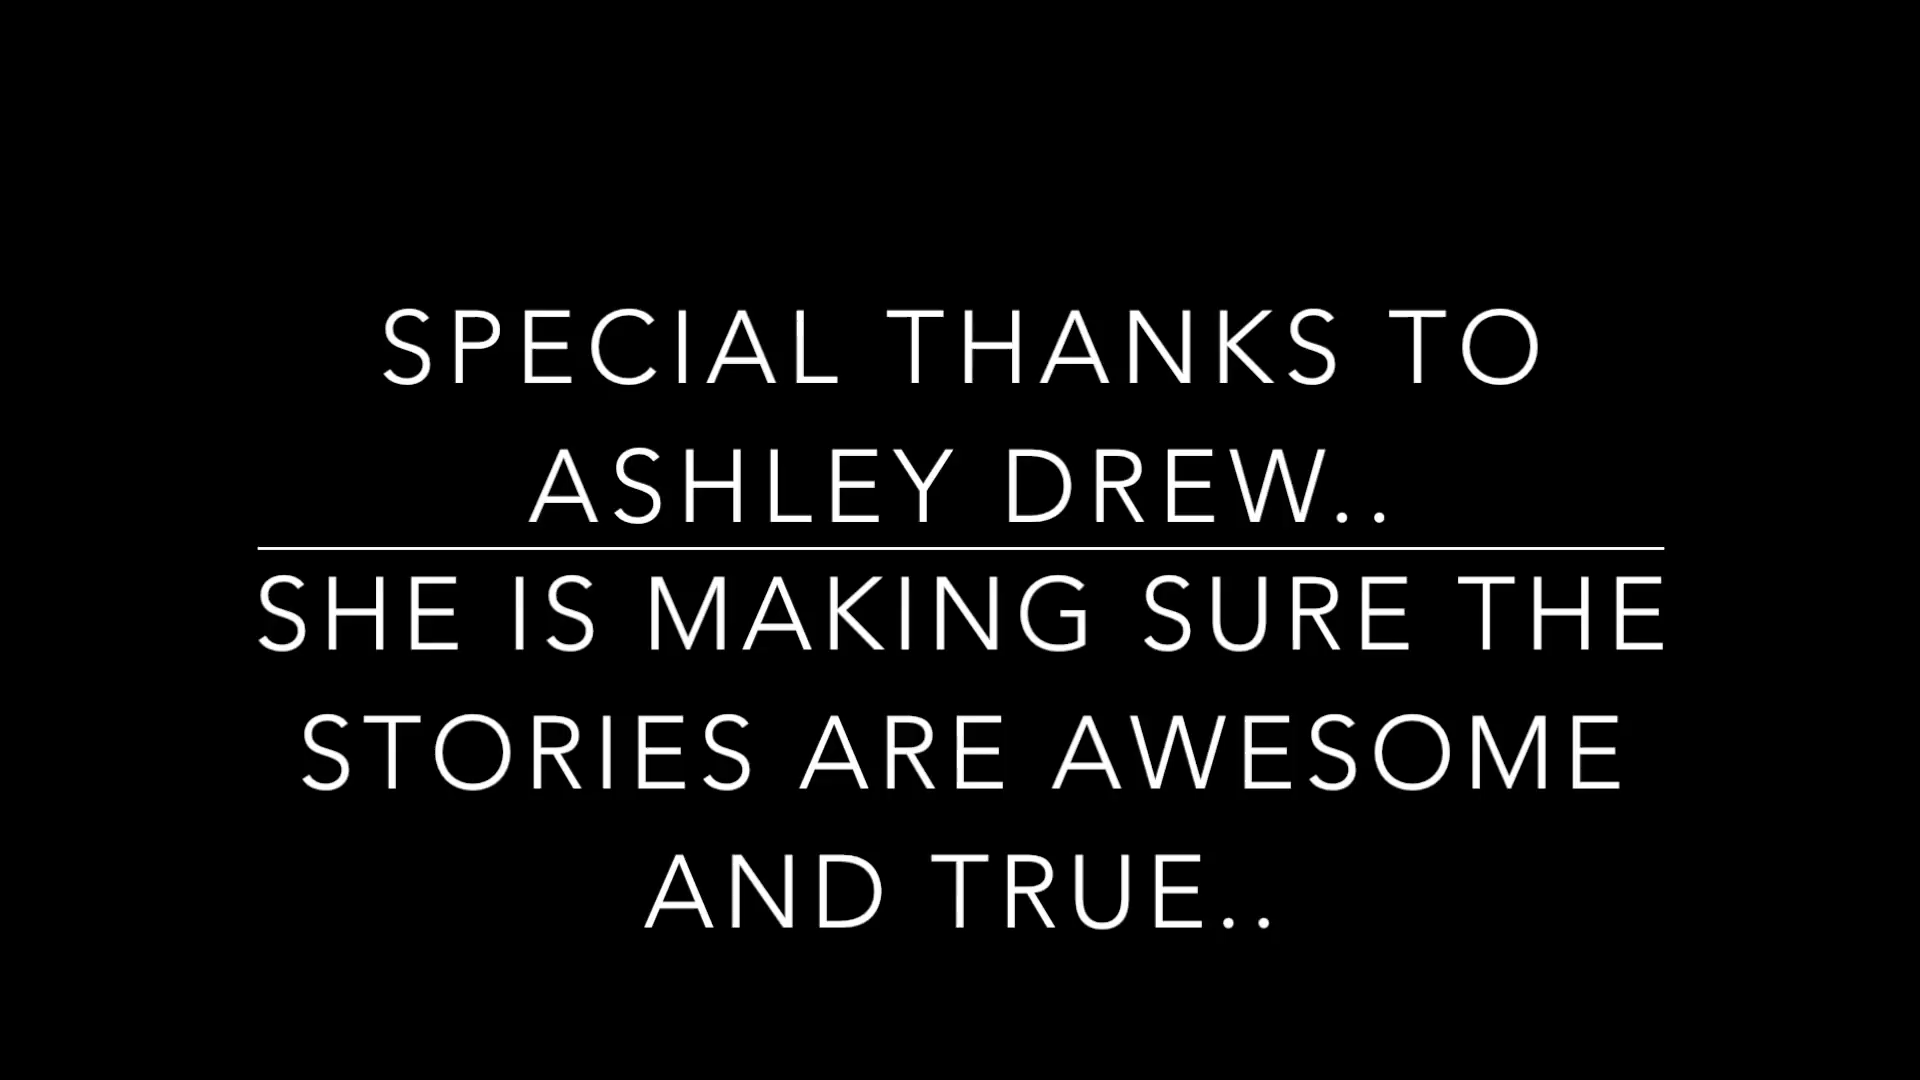 SPECIAL THANKS TO
ASHLEY DREW..
SHE IS MAKING SURE THE
STORIES ARE AWESOME
AND TRUE..